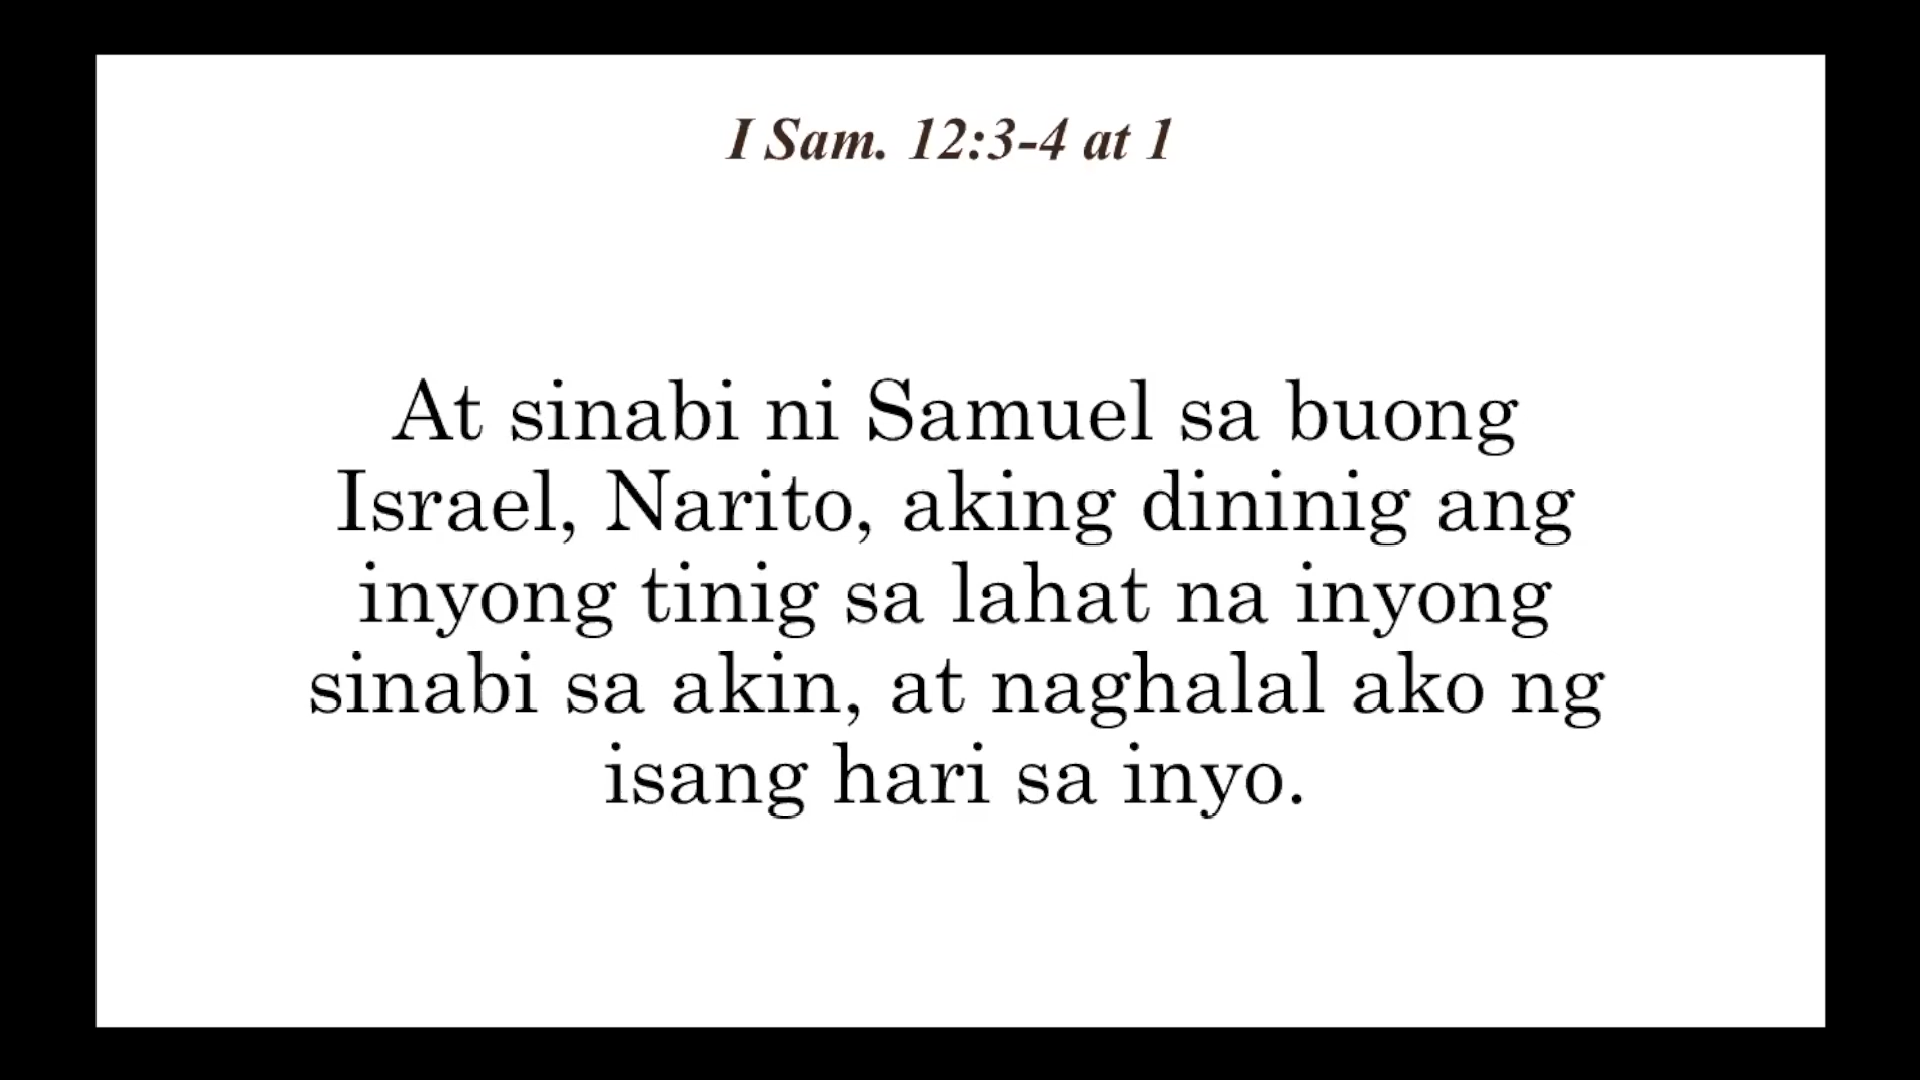 I Sam. 12:3-4 at 1
At sinabi ni Samuel sa buong
Israel, Narito, aking dininig ang
inyong tinig sa lahat na inyong
sinabi sa akin, at naghalal ako ng
isang hari sa inyo.